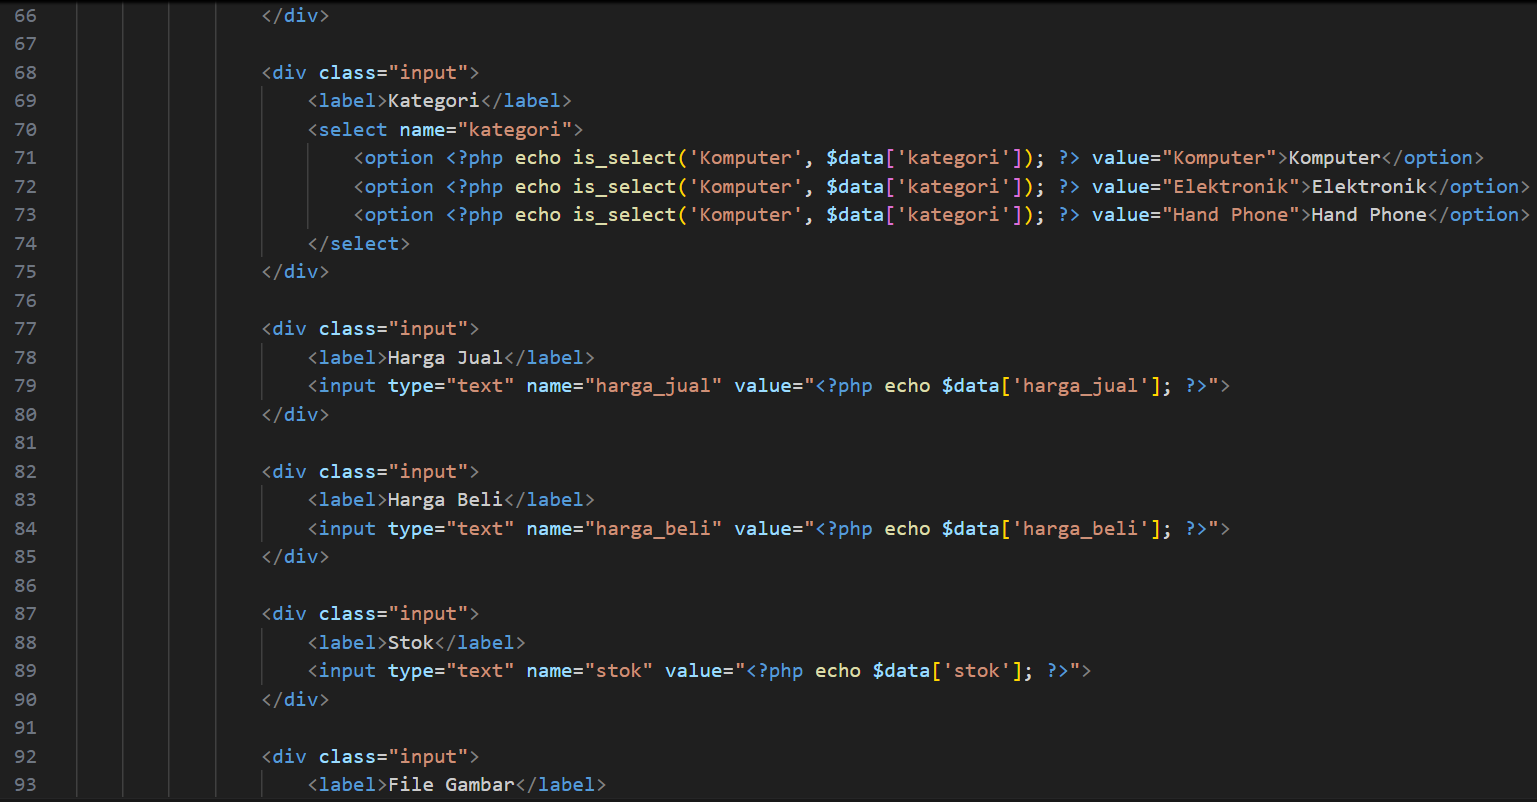 66 </div>
67
68 <div class="input">
69 <label>Kategori</label>
70 <select name="kategori">
71 <option <?php echo is_select('Komputer', $data['kategori']); ?> value="Komputer">Komputer</option>
72 <option <?php echo is_select('Komputer', $data['kategori']); ?> value="Elektronik">Elektronik</option>
73 <option <?php echo is_select('Komputer', $data['kategori']); ?> value="Hand Phone">Hand Phone</option>
74 </select>
75 </div>
76
77 <div class="input">
78 <label>Harga Jual</label>
79 <input type="text" name="harga_jual" value="<?php echo $data['harga_jual']; ?>">
80 </div>
81
82 <div class="input">
83 <label>Harga Beli</label>
84 <input type="text" name="harga_beli" value="<?php echo $data['harga_beli']; ?>">
85 </div>
86
87 <div class="input">
88 <label>Stok</label>
89 <input type="text" name="stok" value="<?php echo $data['stok']; ?>">
90 </div>
91
92 <div class="input">
93 <label>File Gambar</label>